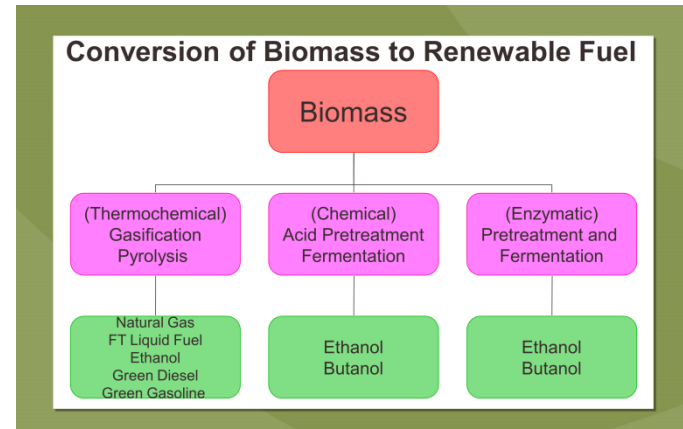 Conversion of Biomass to Renewable Fuel
Biomass
(Thermochemical)
Gasification
Pyrolysis
(Chemical)
Acid Pretreatment
Fermentation
(Enzymatic)
Pretreatment and
Fermentation
Natural Gas
FT Liquid Fuel
Ethanol
Green Diesel
Green Gasoline
Ethanol
Butanol
Ethanol
Butanol